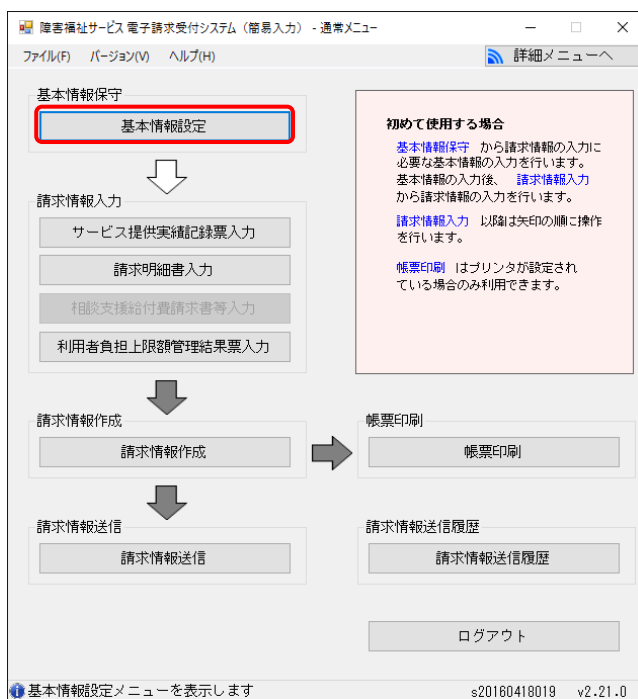 障害福祉サービス 電子請求受付システム（簡易入力） - 通常メニュー
ファイル(F) バージョン(V) ヘルプ(H)
詳細メニューへ
基本情報保守
基本情報設定
初めて使用する場合
基本情報保守 から請求情報の入力に
必要な基本情報の入力を行います。
基本情報の入力後、 請求情報入力
から請求情報の入力を行います。
請求情報入力 以降は矢印の順に操作
を行います。
帳票印刷 はプリンタが設定され
ている場合のみ利用できます。
請求情報入力
サービス提供実績記録票入力
請求明細書入力
相談支援給付費請求書等入力
利用者負担上限額管理結果票入力
請求情報作成
請求情報作成
帳票印刷
帳票印刷
請求情報送信
請求情報送信
請求情報送信履歴
請求情報送信履歴
ログアウト
基本情報設定メニューを表示します
s20160418019 v2.21.0